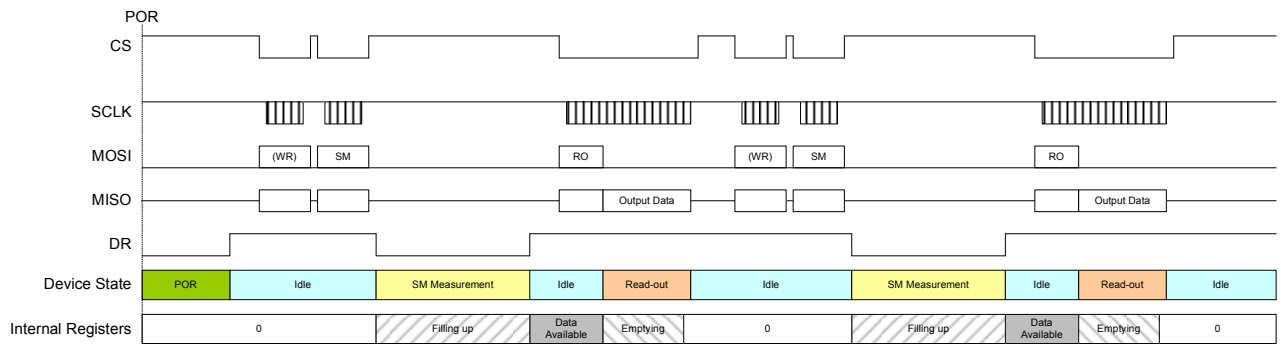 POR
CS
SCLK
MOSI (WR) SM RO (WR) SM RO
MISO Output Data Output Data
DR
Device State POR Idle SM Measurement Idle Read-out Idle SM Measurement Idle Read-out Idle
Internal Registers 0 Filling up Data Available Emptying 0 Filling up Data Available Emptying 0